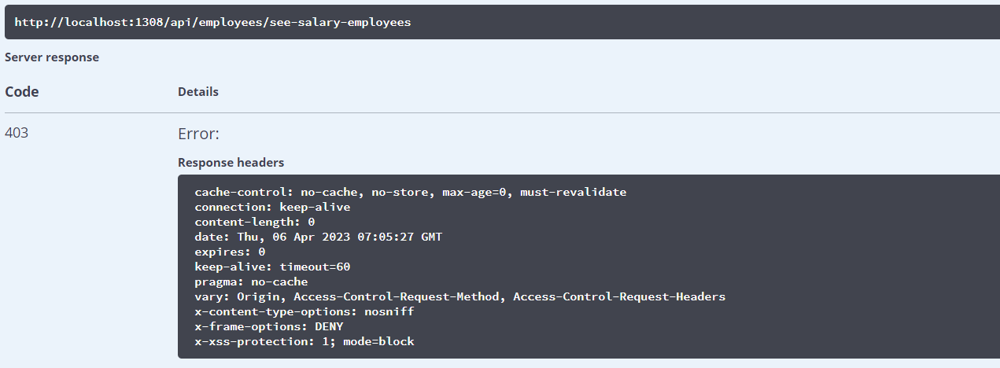 http://localhost:1308/api/employees/see-salary-employees
Server response
Code Details
403 Error:
Response headers
cache-control: no-cache, no-store, max-age=0, must-revalidate
connection: keep-alive
content-length: 0
date: Thu, 06 Apr 2023 07:05:27 GMT
expires: 0
keep-alive: timeout=60
pragma: no-cache
vary: Origin, Access-Control-Request-Method, Access-Control-Request-Headers
x-content-type-options: nosniff
x-frame-options: DENY
x-xss-protection: 1; mode=block